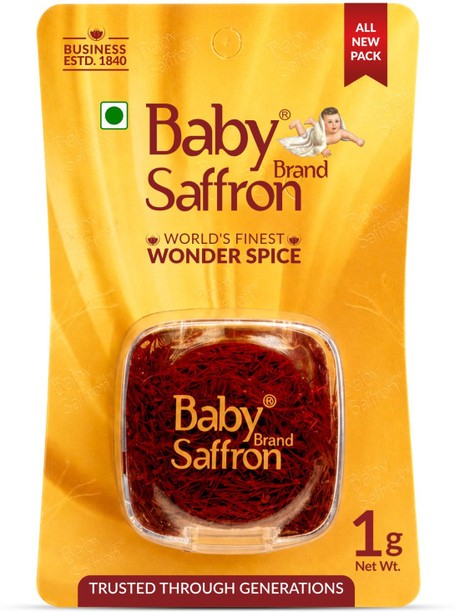 BUSINESS
ESTD. 1840
ALL
NEW
PACK
Baby®
Brand
Saffron
WORLD'S FINEST
WONDER SPICE
Baby®
Brand
Saffron
1g
Net Wt.
TRUSTED THROUGH GENERATIONS